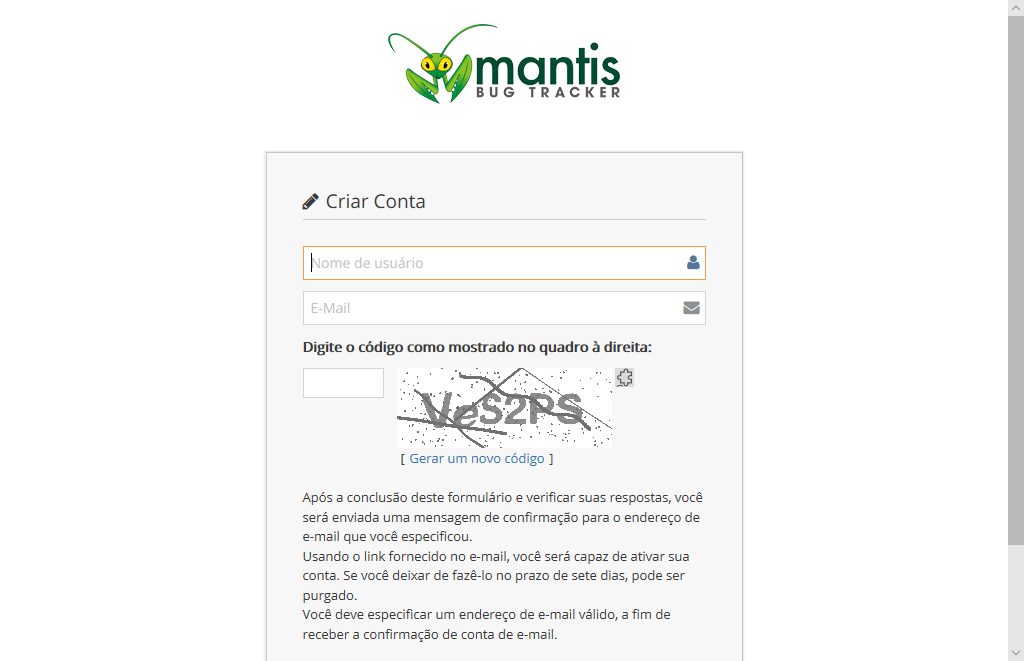 mantis
BUG TRACKER
Criar Conta
Nome de usuário
E-Mail
Digite o código como mostrado no quadro à direita:
VeS2PS
[ Gerar um novo código ]
Após a conclusão deste formulário e verificar suas respostas, você
será enviada uma mensagem de confirmação para o endereço de
e-mail que você especificou.
Usando o link fornecido no e-mail, você será capaz de ativar sua
conta. Se você deixar de fazê-lo no prazo de sete dias, pode ser
purgado.
Você deve especificar um endereço de e-mail válido, a fim de
receber a confirmação de conta de e-mail.